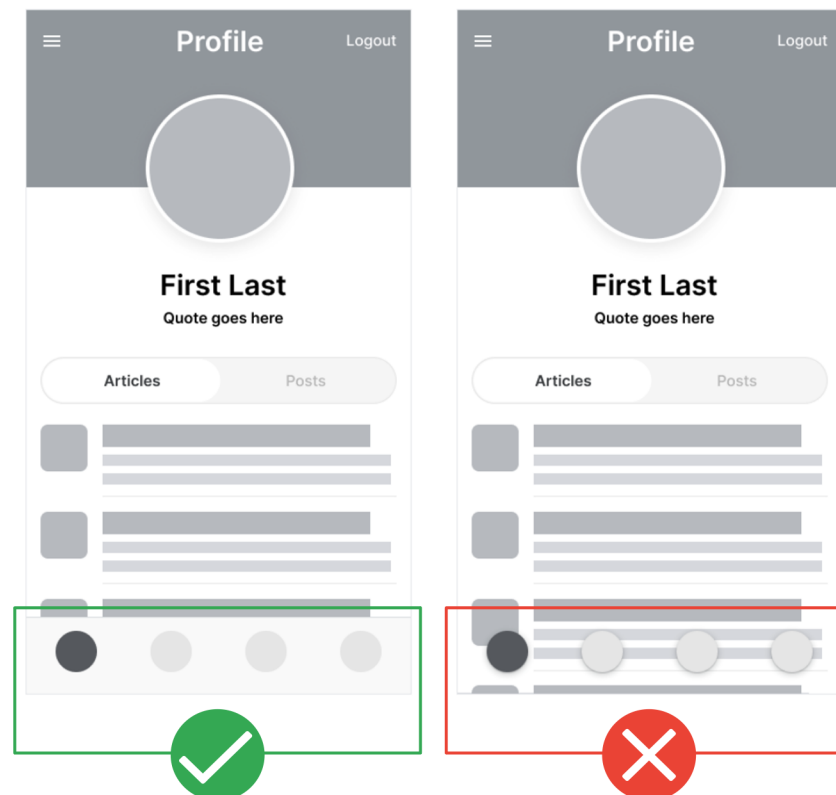 Profile
Logout
First Last
Quote goes here
Articles
Posts
Profile
Logout
First Last
Quote goes here
Articles
Posts